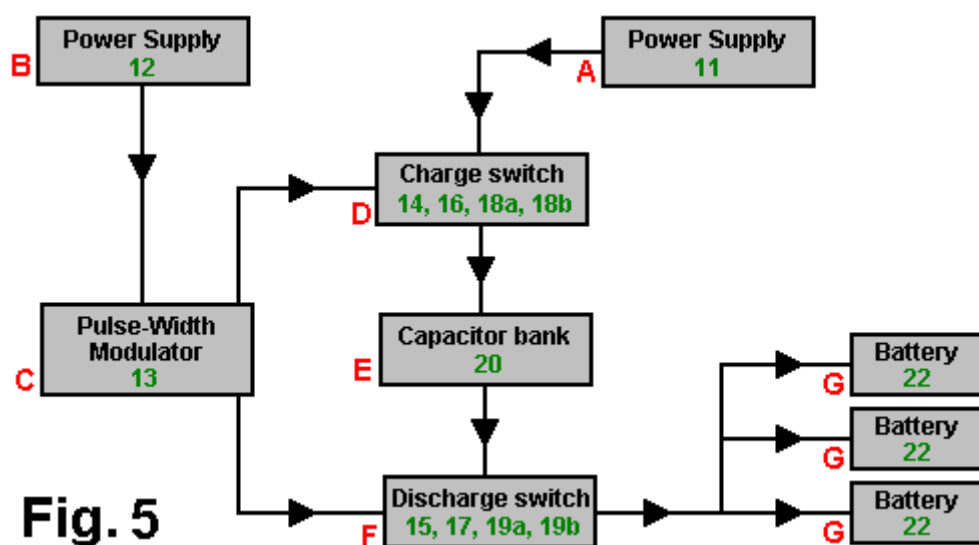 Power Supply
12
B
Power Supply
11
A
Charge switch
14, 16, 18a, 18b
D
Pulse-Width
Modulator
13
C
Capacitor bank
20
E
Battery
22
G
Battery
22
G
Discharge switch
15, 17, 19a, 19b
F
Battery
22
G
Fig. 5